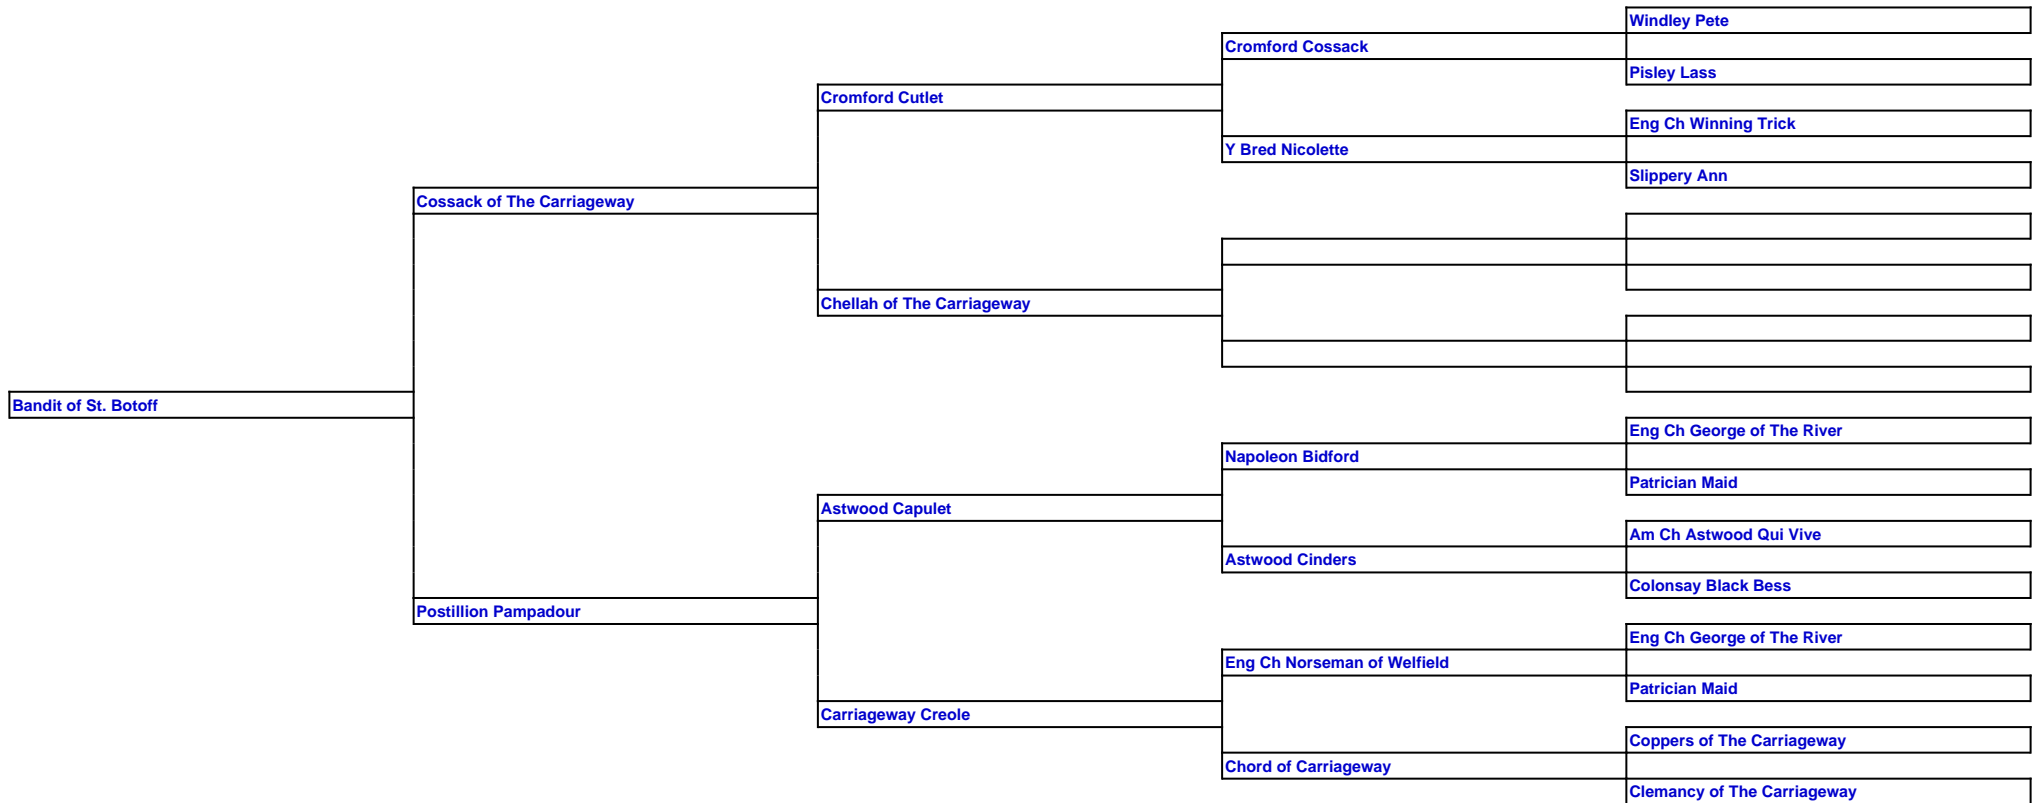 Windley Pete
Cromford Cossack
Pisley Lass
Cromford Cutlet
Eng Ch Winning Trick
Y Bred Nicolette
Slippery Ann
Cossack of The Carriageway
Chellah of The Carriageway
Bandit of St. Botoff
Eng Ch George of The River
Napoleon Bidford
Patrician Maid
Astwood Capulet
Am Ch Astwood Qui Vive
Astwood Cinders
Colonsay Black Bess
Postillion Pampadour
Eng Ch George of The River
Eng Ch Norseman of Welfield
Patrician Maid
Carriageway Creole
Coppers of The Carriageway
Chord of Carriageway
Clemancy of The Carriageway